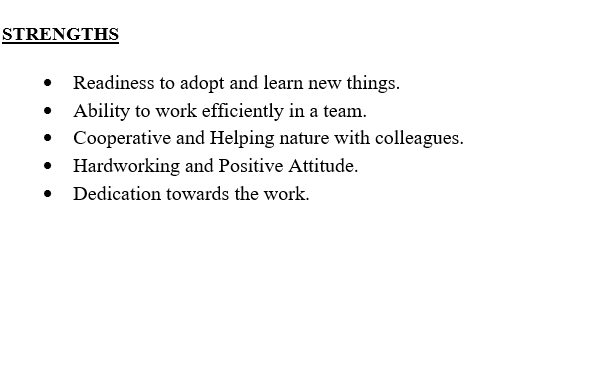 STRENGTHS
• Readiness to adopt and learn new things.
• Ability to work efficiently in a team.
• Cooperative and Helping nature with colleagues.
• Hardworking and Positive Attitude.
• Dedication towards the work.